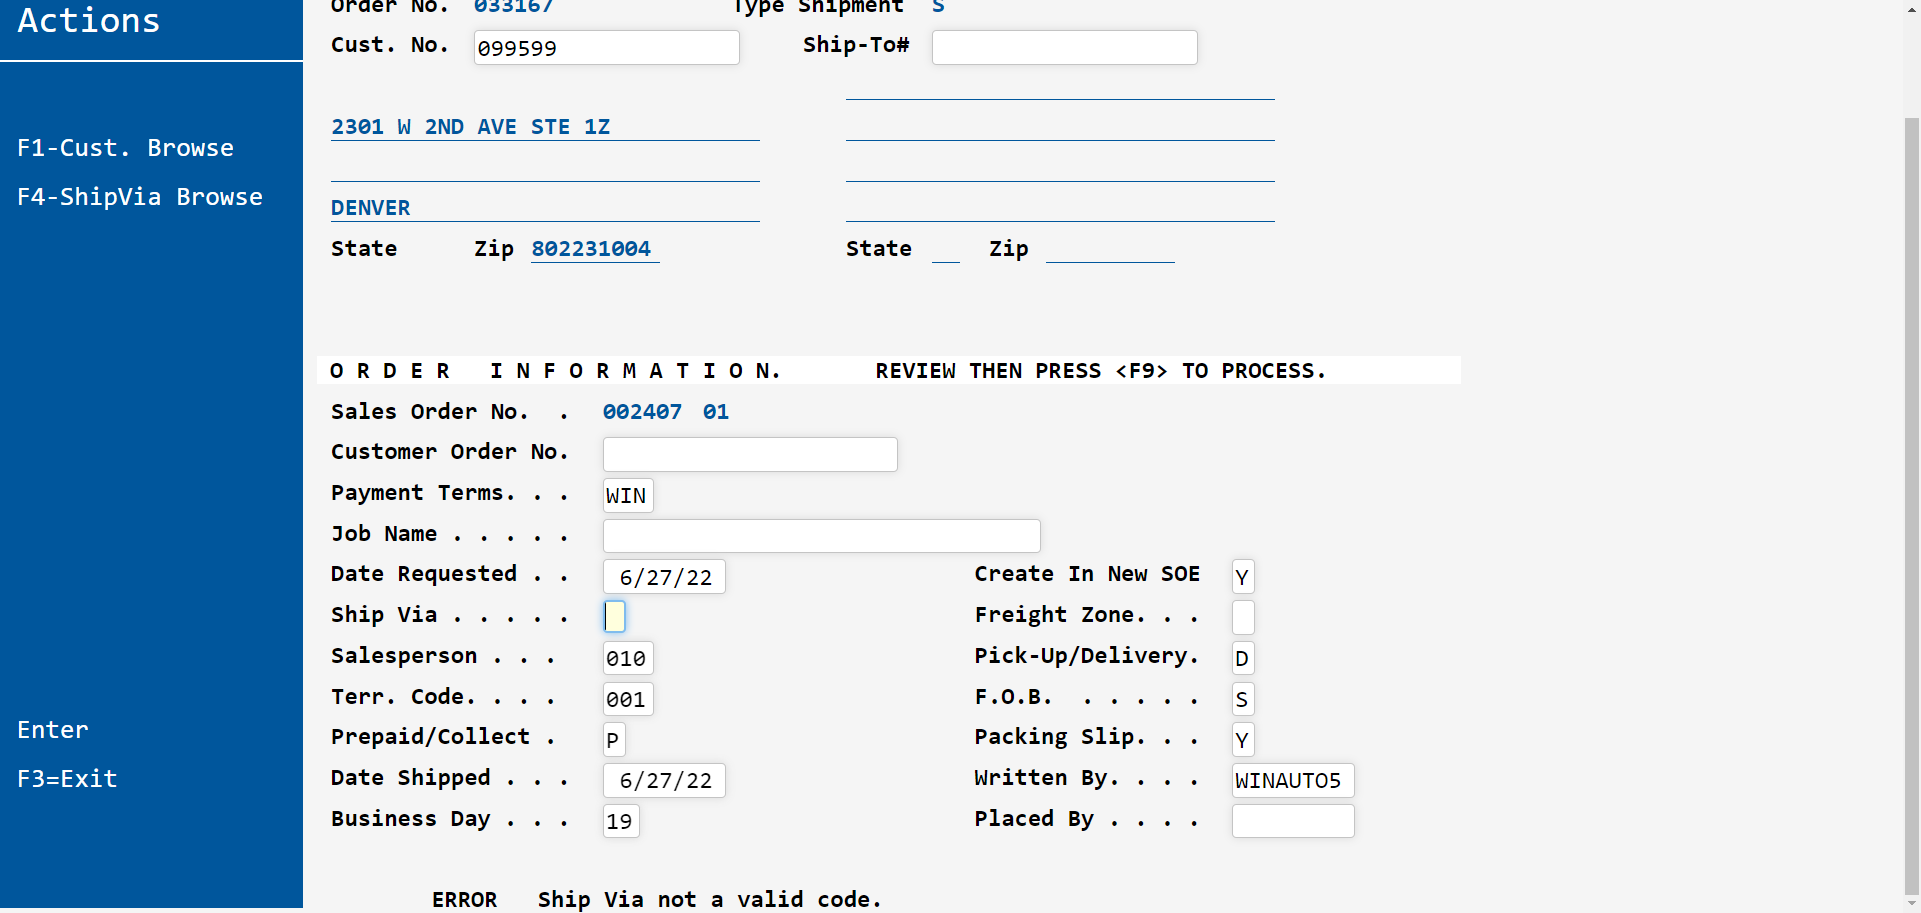 Actions
F1-Cust. Browse
F4-ShipVia Browse
Enter
F3=Exit
Order No. 033167 Type Shipment S
Cust. No. 099599 Ship-To#
2301 W 2ND AVE STE 1Z
DENVER
State Zip 802231004 State Zip
O R D E R I N F O R M A T I O N. REVIEW THEN PRESS <F9> TO PROCESS.
Sales Order No. . 002407 01
Customer Order No.
Payment Terms. . . WIN
Job Name . . . . .
Date Requested . . 6/27/22 Create In New SOE Y
Ship Via . . . . . Freight Zone. . .
Salesperson . . . 010 Pick-Up/Delivery. D
Terr. Code. . . . 001 F.O.B. . . . . . S
Prepaid/Collect . P Packing Slip. . . Y
Date Shipped . . . 6/27/22 Written By. . . . WINAUTO5
Business Day . . . 19 Placed By . . . .
ERROR Ship Via not a valid code.